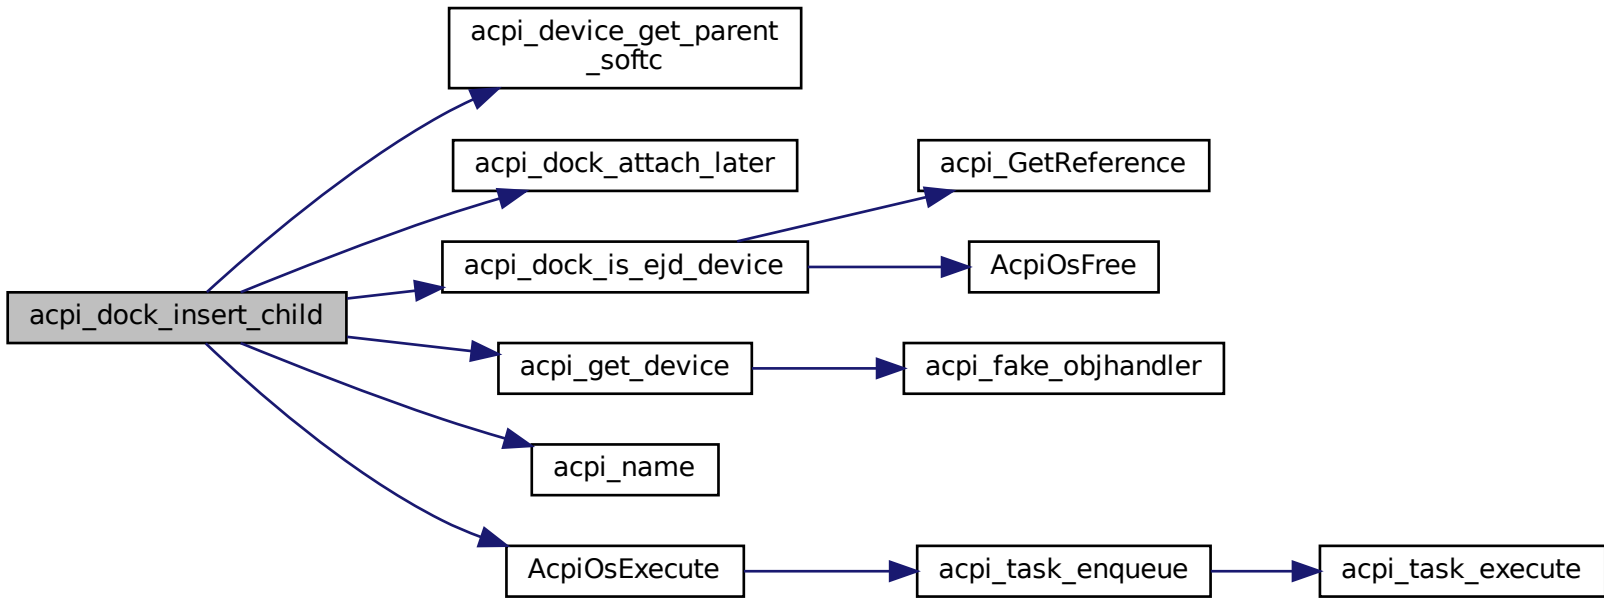 acpi_device_get_parent
_softc
acpi_dock_attach_later
acpi_GetReference
acpi_dock_is_ejd_device
AcpiOsFree
acpi_dock_insert_child
acpi_get_device
acpi_fake_objhandler
acpi_name
AcpiOsExecute
acpi_task_enqueue
acpi_task_execute